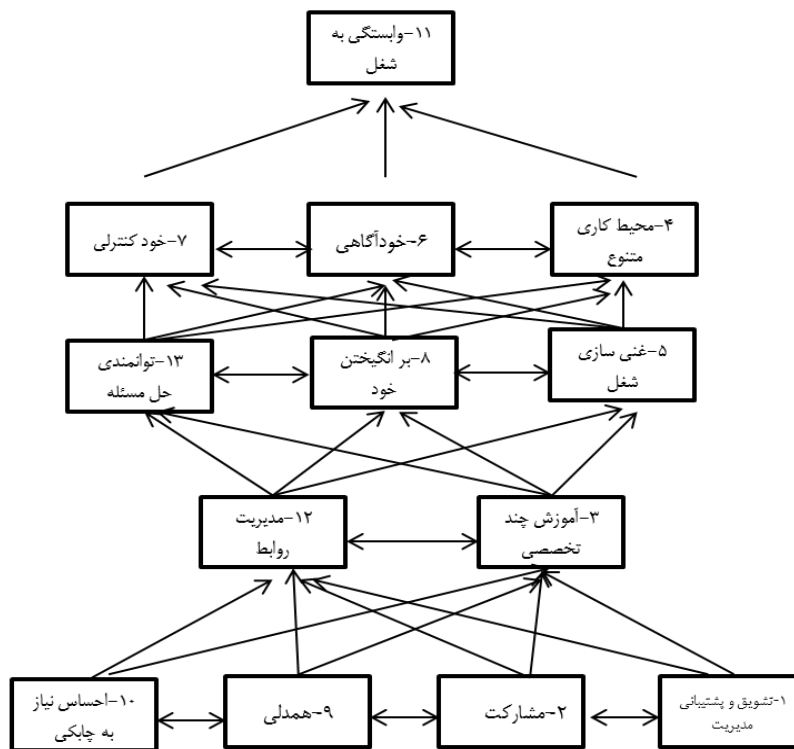 ۱۱-وابستگی به
شغل
۴-محیط کاری
متنوع
۶-خودآگاهی
۷-خود کنترلی
۵-غنی سازی
شغل
۸-بر انگیختن
خود
۱۳-توانمندی
حل مسئله
۳-آموزش چند
تخصصی
۱۲-مدیریت
روابط
۱-تشویق و پشتیبانی
مدیریت
۲-مشارکت
۹-همدلی
۱۰-احساس نیاز
به چابکی